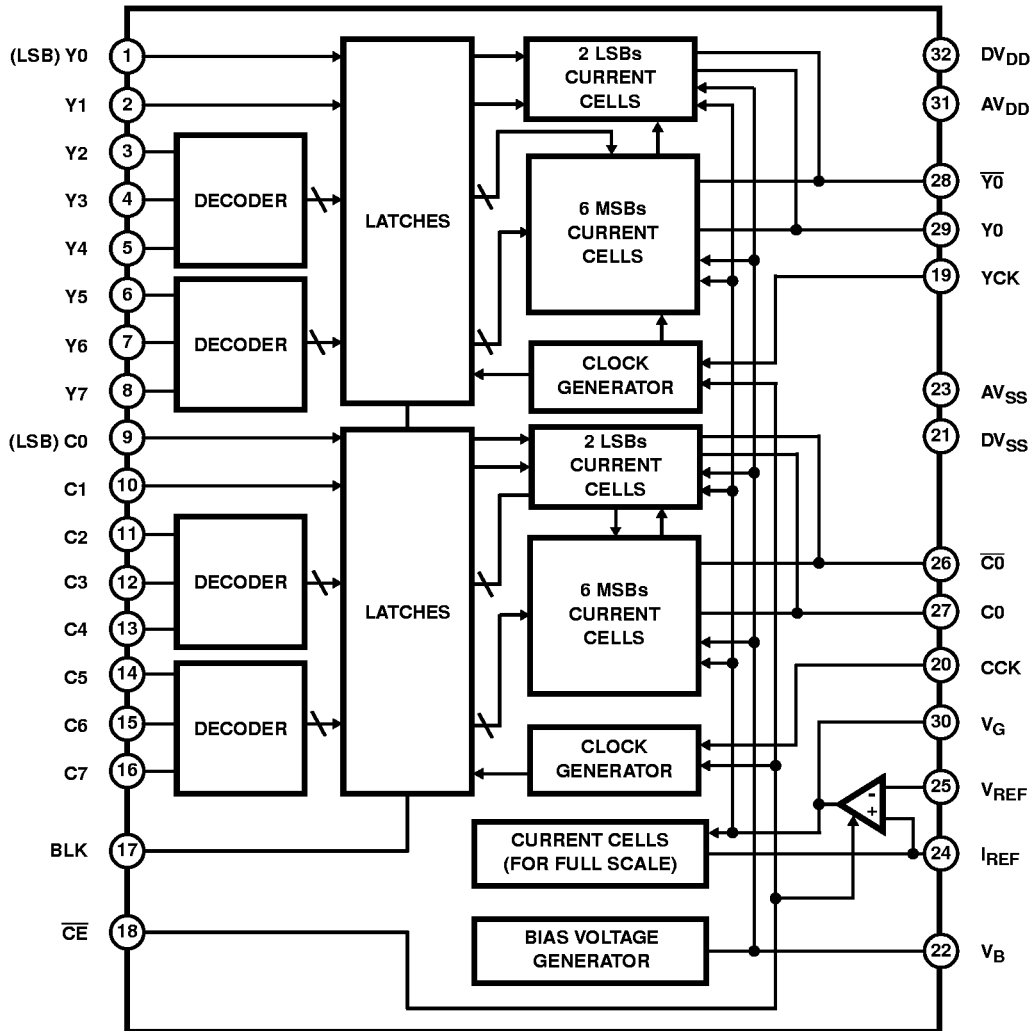 (LSB) Y0 1
Y1 2
Y2 3
Y3 4
Y4 5
Y5 6
Y6 7
Y7 8
(LSB) C0 9
C1 10
C2 11
C3 12
C4 13
C5 14
C6 15
C7 16
BLK 17
C̅E̅ 18
DECODER
DECODER
DECODER
DECODER
LATCHES
LATCHES
2 LSBs
CURRENT
CELLS
6 MSBs
CURRENT
CELLS
CLOCK
GENERATOR
2 LSBs
CURRENT
CELLS
6 MSBs
CURRENT
CELLS
CLOCK
GENERATOR
CURRENT CELLS
(FOR FULL SCALE)
BIAS VOLTAGE
GENERATOR
-
+
32 DVDD
31 AVDD
28 Y̅0̅
29 Y0
19 YCK
23 AVSS
21 DVSS
26 C̅0̅
27 C0
20 CCK
30 VG
25 VREF
24 IREF
22 VB